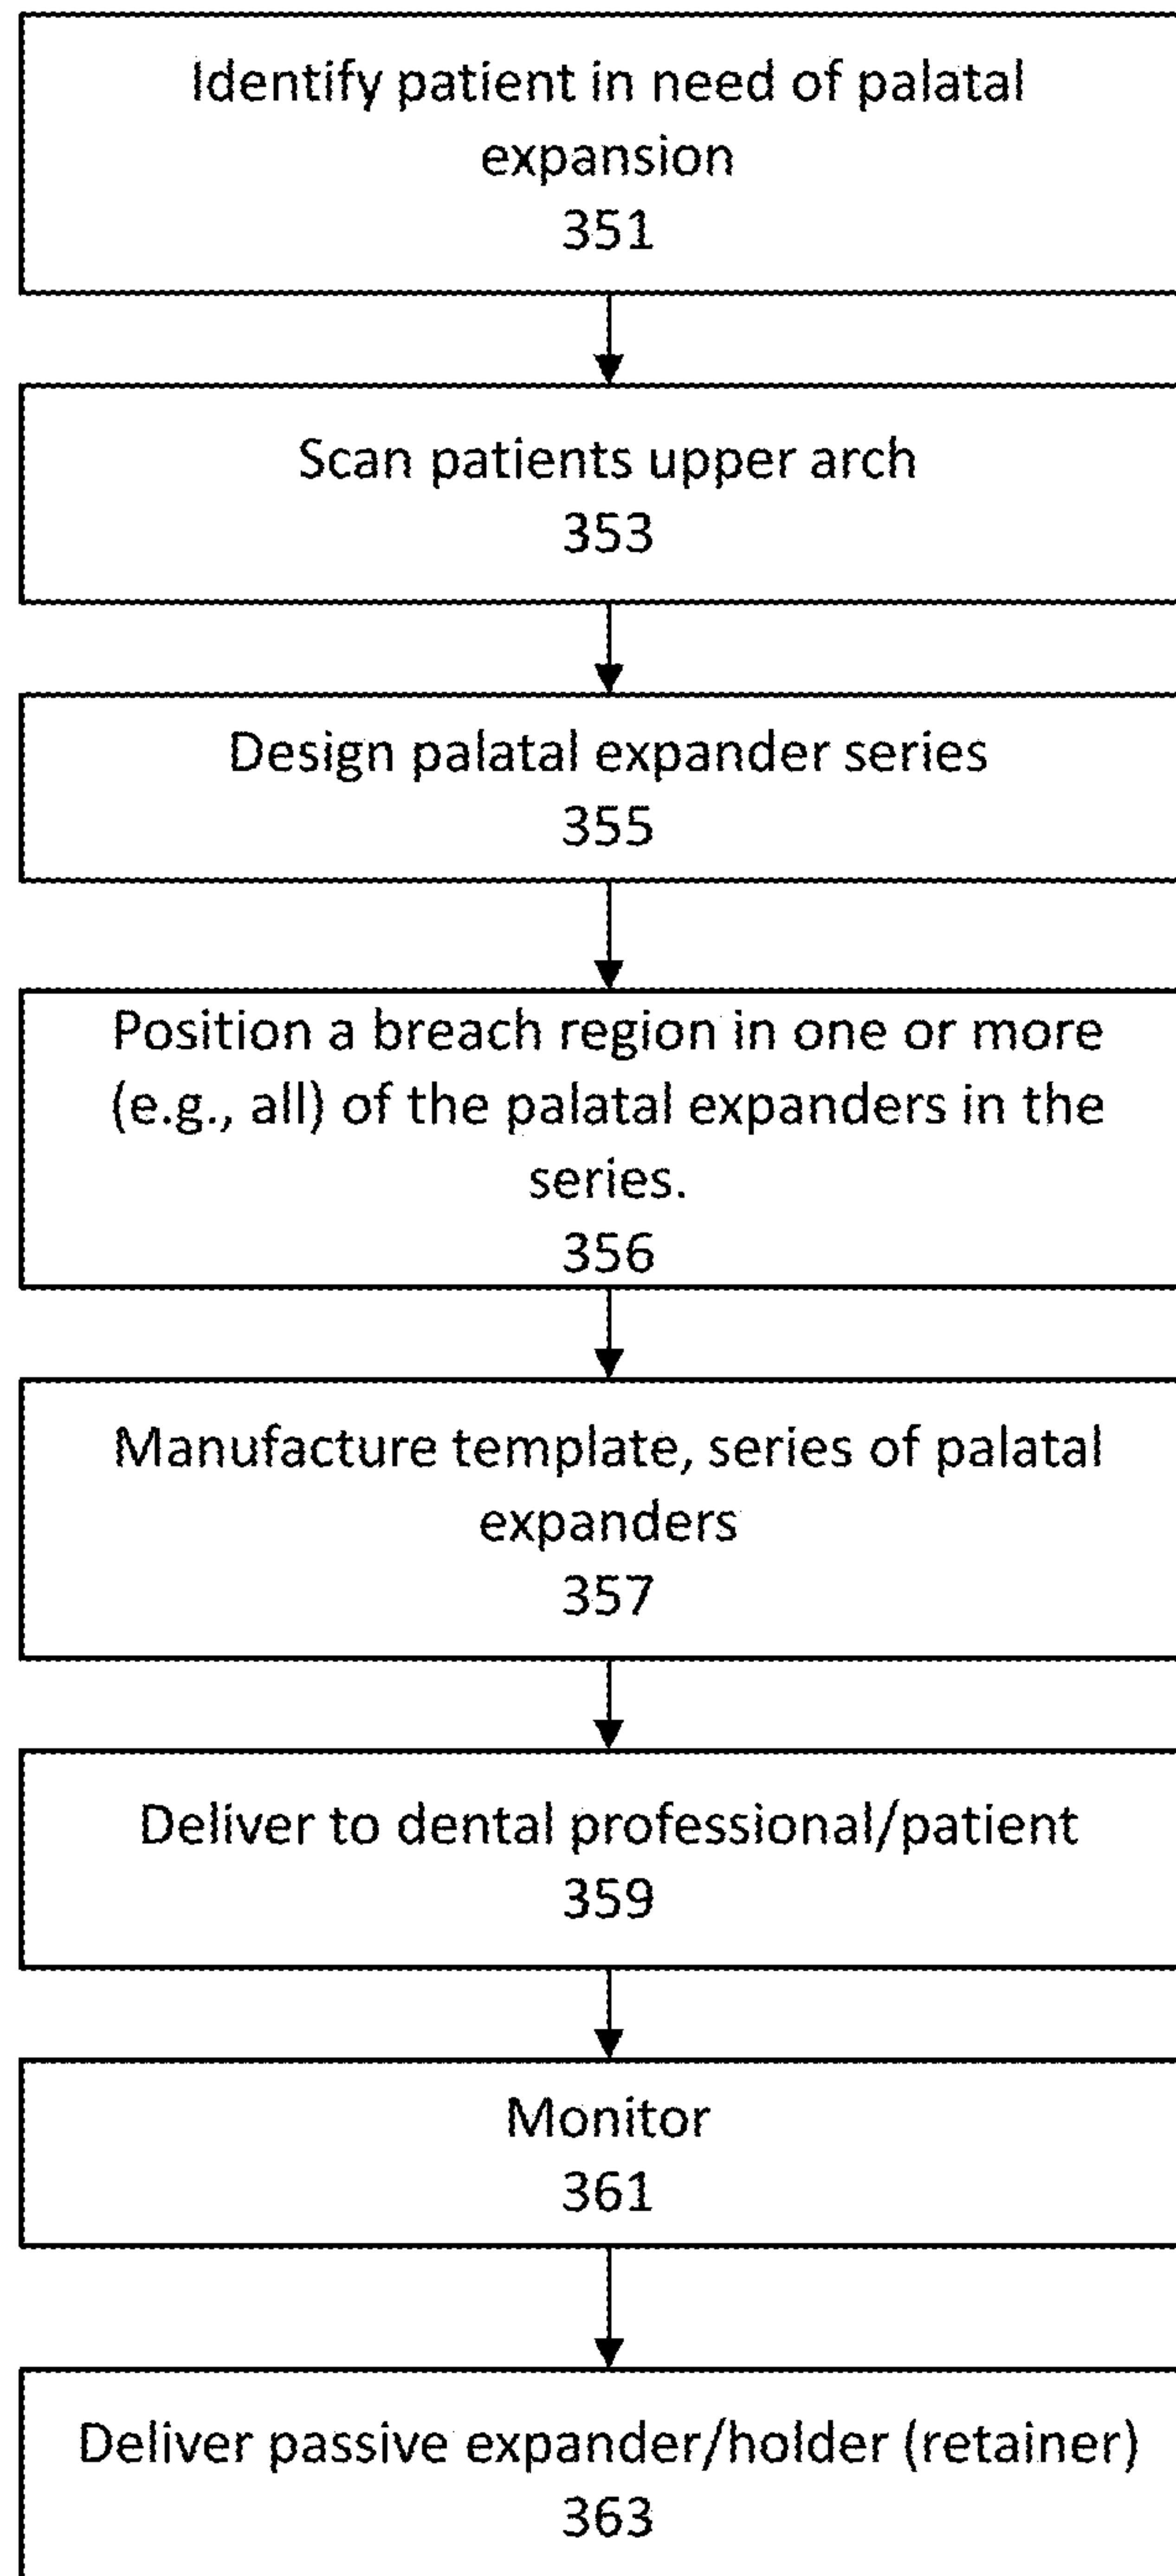 Identify patient in need of palatal
expansion
351
Scan patients upper arch
353
Design palatal expander series
355
Position a breach region in one or more
(e.g., all) of the palatal expanders in the
series.
356
Manufacture template, series of palatal
expanders
357
Deliver to dental professional/patient
359
Monitor
361
Deliver passive expander/holder (retainer)
363